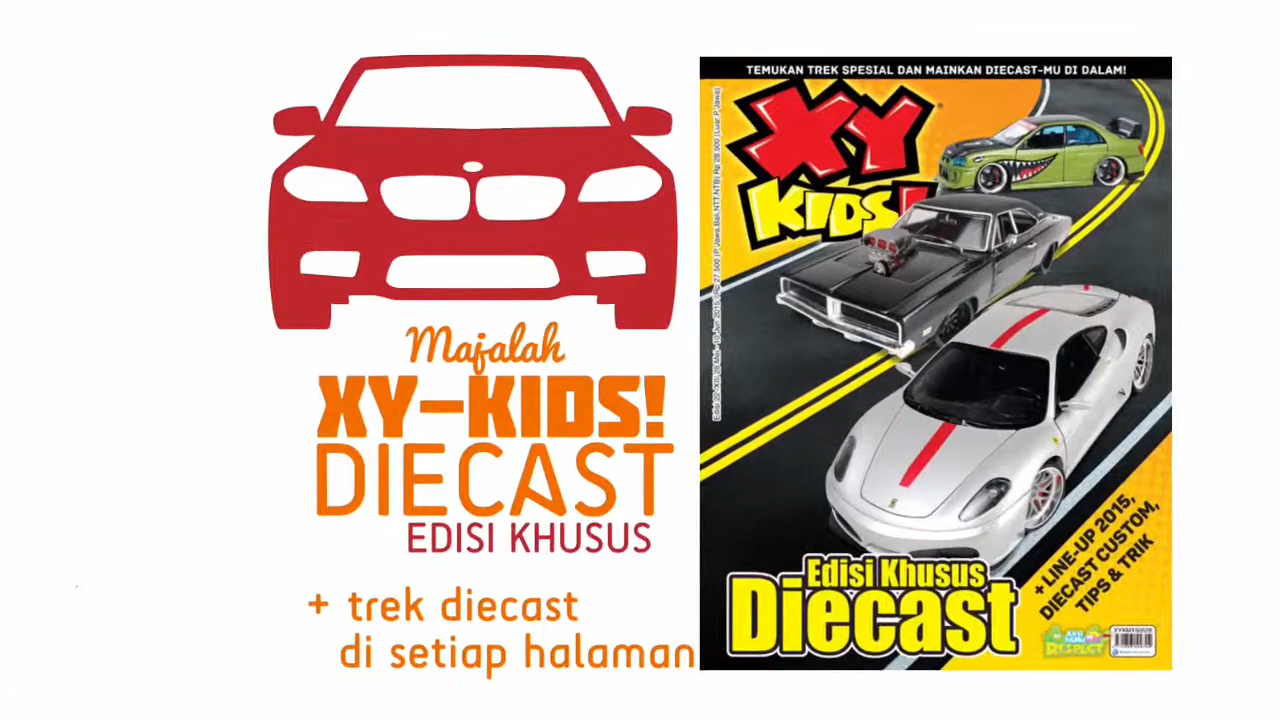 Majalah
XY-KIDS!
DIECAST
EDISI KHUSUS
+ trek diecast
di setiap halaman
TEMUKAN TREK SPESIAL DAN MAINKAN DIECAST-MU DI DALAM!
XY
KIDS!
Edisi Khusus
Diecast
+ LINE-UP 2015,
DIECAST CUSTOM,
TIPS & TRIK
RESPECT